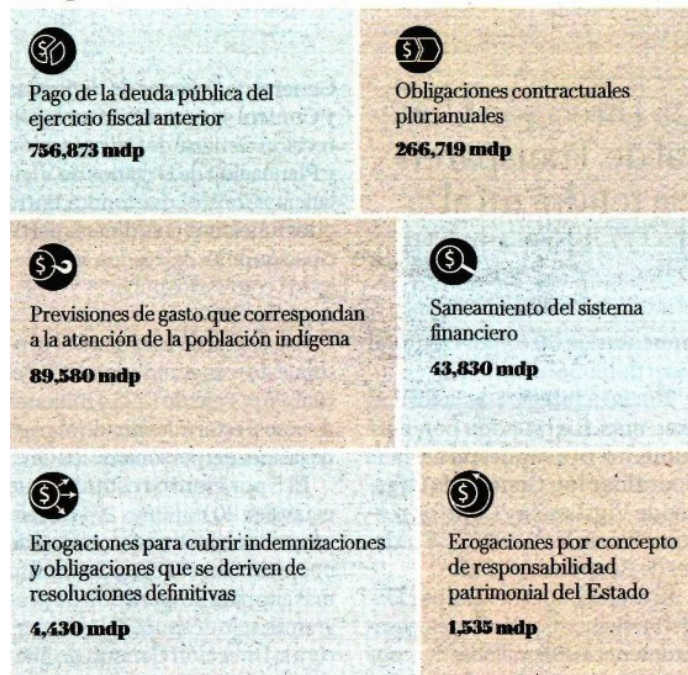 Pago de la deuda pública del
ejercicio fiscal anterior
756,873 mdp
Obligaciones contractuales
plurianuales
266,719 mdp
Previsiones de gasto que correspondan
a la atención de la población indígena
89,580 mdp
Saneamiento del sistema
financiero
43,830 mdp
Erogaciones para cubrir indemnizaciones
y obligaciones que se deriven de
resoluciones definitivas
4,430 mdp
Erogaciones por concepto
de responsabilidad
patrimonial del Estado
1,535 mdp